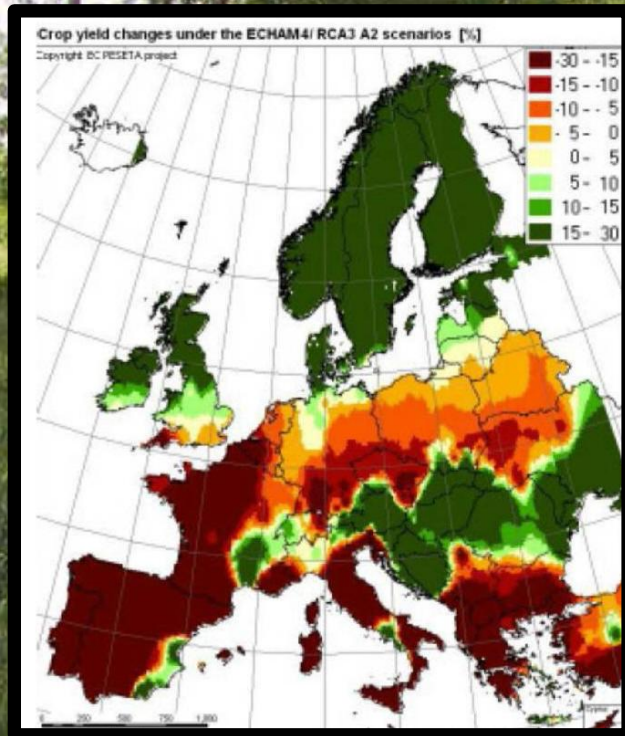 Crop yield changes under the ECHAM4/ RCA3 A2 scenarios [%]
Copyright: EC PESETA project
-30 - -15
-15 - -10
-10 - - 5
- 5 - 0
0 - 5
5 - 10
10 - 15
15 - 30
0 250 500 750 1,000